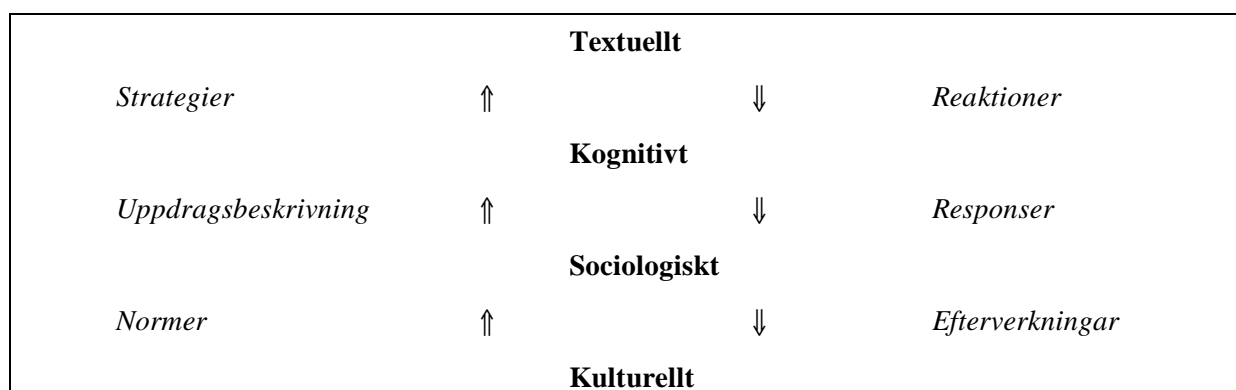 Textuellt
Strategier ⇑ ⇓ Reaktioner
Kognitivt
Uppdragsbeskrivning ⇑ ⇓ Responser
Sociologiskt
Normer ⇑ ⇓ Efterverkningar
Kulturellt